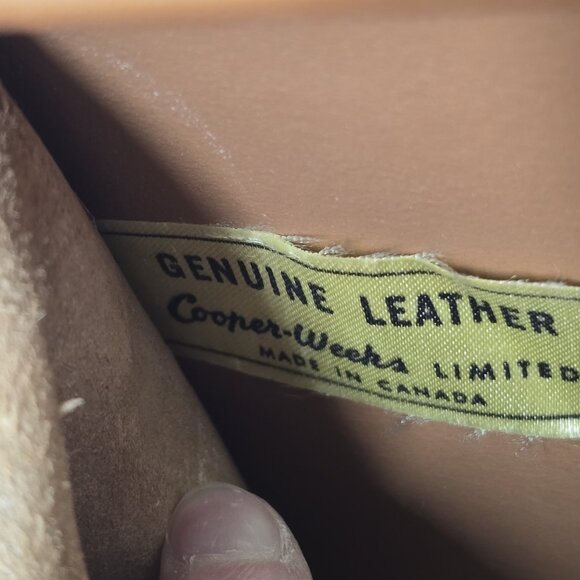 GENUINE LEATHER
Cooper-Weeks LIMITED
MADE IN CANADA